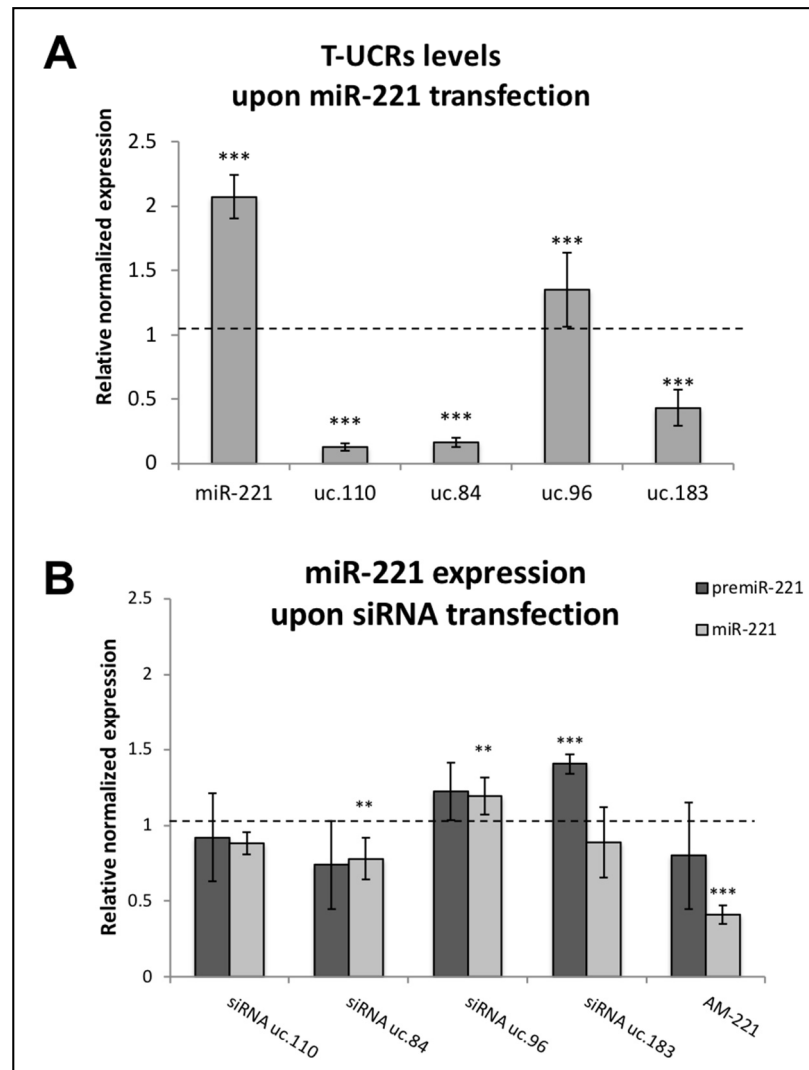 A
T-UCRs levels
upon miR-221 transfection
Relative normalized expression
2.5
2
1.5
1
0.5
0
***
***
***
***
***
miR-221 uc.110 uc.84 uc.96 uc.183
B
miR-221 expression
upon siRNA transfection
premiR-221
miR-221
Relative normalized expression
2.5
2
1.5
1
0.5
0
**
**
***
***
siRNA uc.110
siRNA uc.84
siRNA uc.96
siRNA uc.183
AM-221